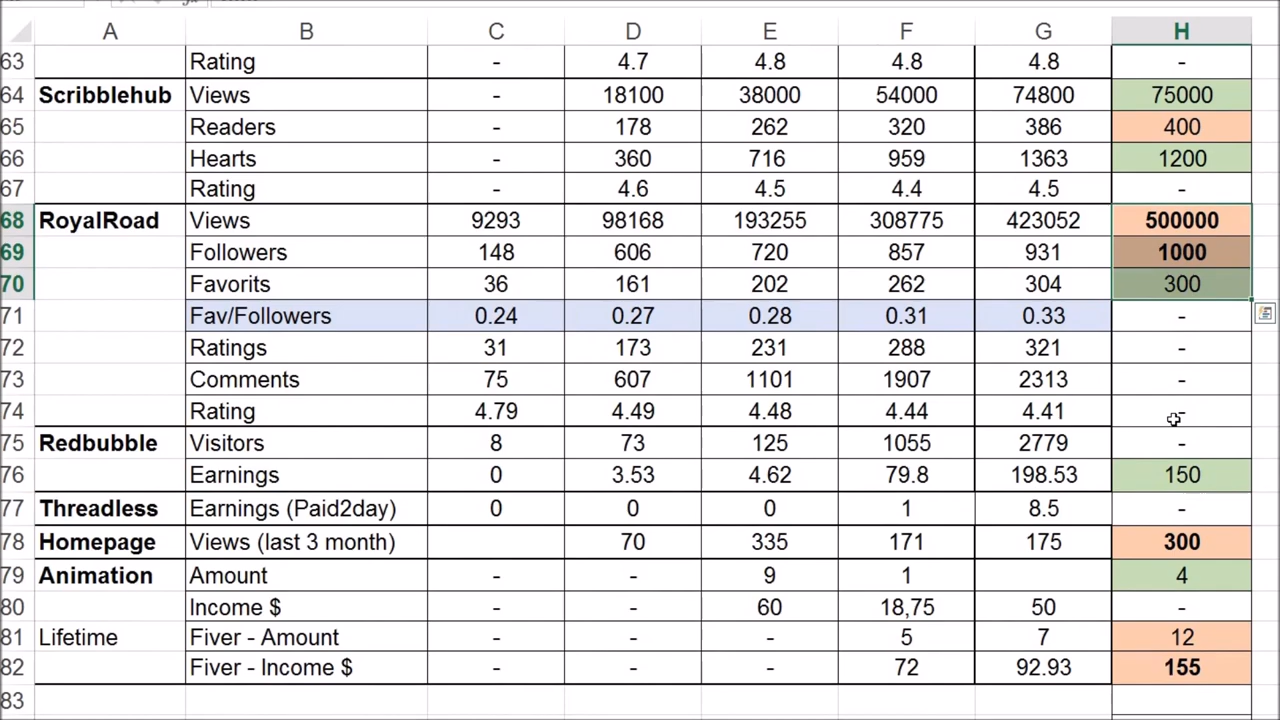 A B C D E F G H
63 Rating - 4.7 4.8 4.8 4.8 -
64 Scribblehub Views - 18100 38000 54000 74800 75000
65 Readers - 178 262 320 386 400
66 Hearts - 360 716 959 1363 1200
67 Rating - 4.6 4.5 4.4 4.5 -
68 RoyalRoad Views 9293 98168 193255 308775 423052 500000
69 Followers 148 606 720 857 931 1000
70 Favorits 36 161 202 262 304 300
71 Fav/Followers 0.24 0.27 0.28 0.31 0.33 -
72 Ratings 31 173 231 288 321 -
73 Comments 75 607 1101 1907 2313 -
74 Rating 4.79 4.49 4.48 4.44 4.41 -
75 Redbubble Visitors 8 73 125 1055 2779 -
76 Earnings 0 3.53 4.62 79.8 198.53 150
77 Threadless Earnings (Paid2day) 0 0 0 1 8.5 -
78 Homepage Views (last 3 month) 70 335 171 175 300
79 Animation Amount - - 9 1 4
80 Income $ - - 60 18,75 50 -
81 Lifetime Fiver - Amount - - - 5 7 12
82 Fiver - Income $ - - - 72 92.93 155
83